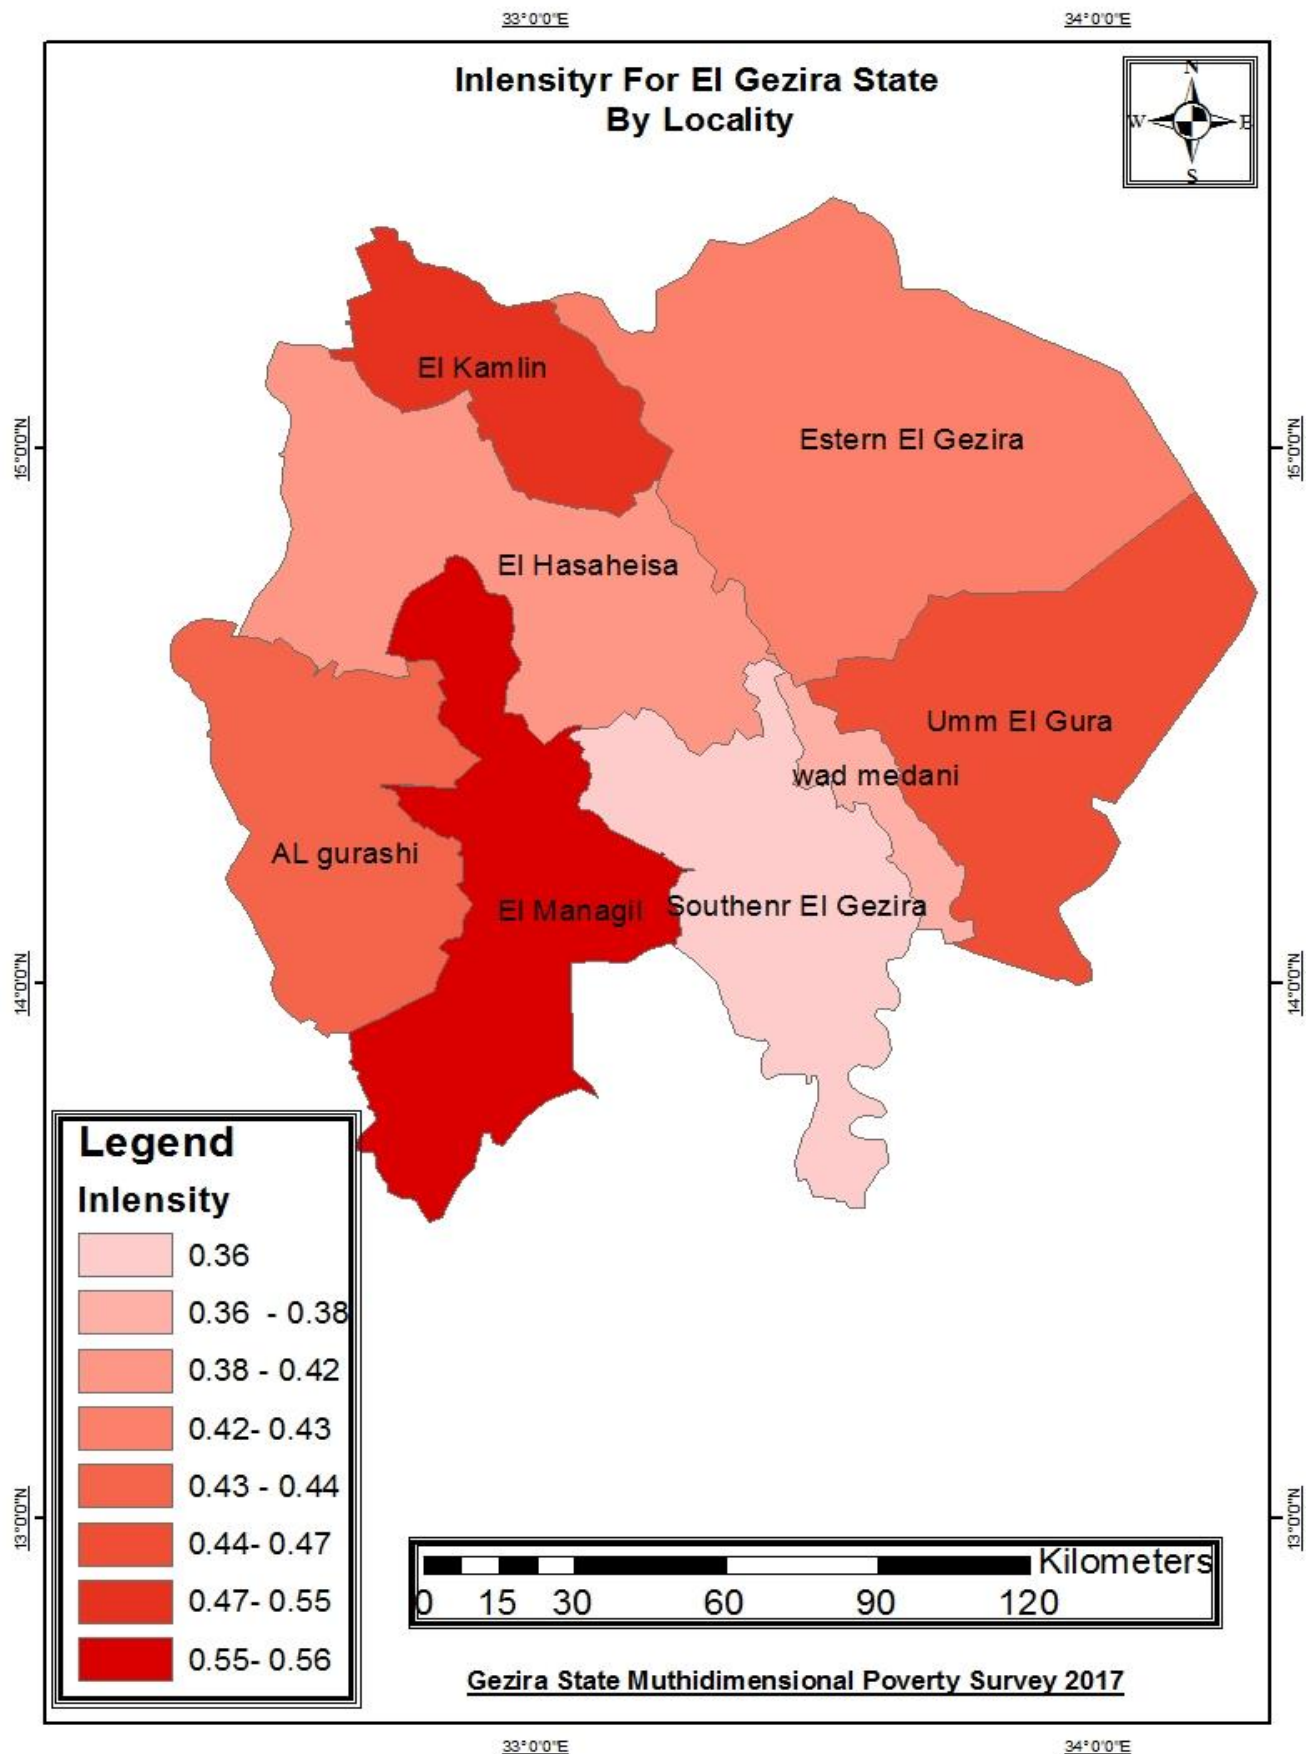 33°0'0"E
34°0'0"E
Inlensityr For El Gezira State
By Locality
N
W
E
S
El Kamlin
Estern El Gezira
15°0'0"N
15°0'0"N
El Hasaheisa
Umm El Gura
wad medani
AL gurashi
El Managil
Southenr El Gezira
14°0'0"N
14°0'0"N
Legend
Inlensity
0.36
0.36 - 0.38
0.38 - 0.42
0.42- 0.43
0.43 - 0.44
0.44- 0.47
0.47- 0.55
0.55- 0.56
13°0'0"N
13°0'0"N
Kilometers
0 15 30 60 90 120
Gezira State Muthidimensional Poverty Survey 2017
33°0'0"E
34°0'0"E